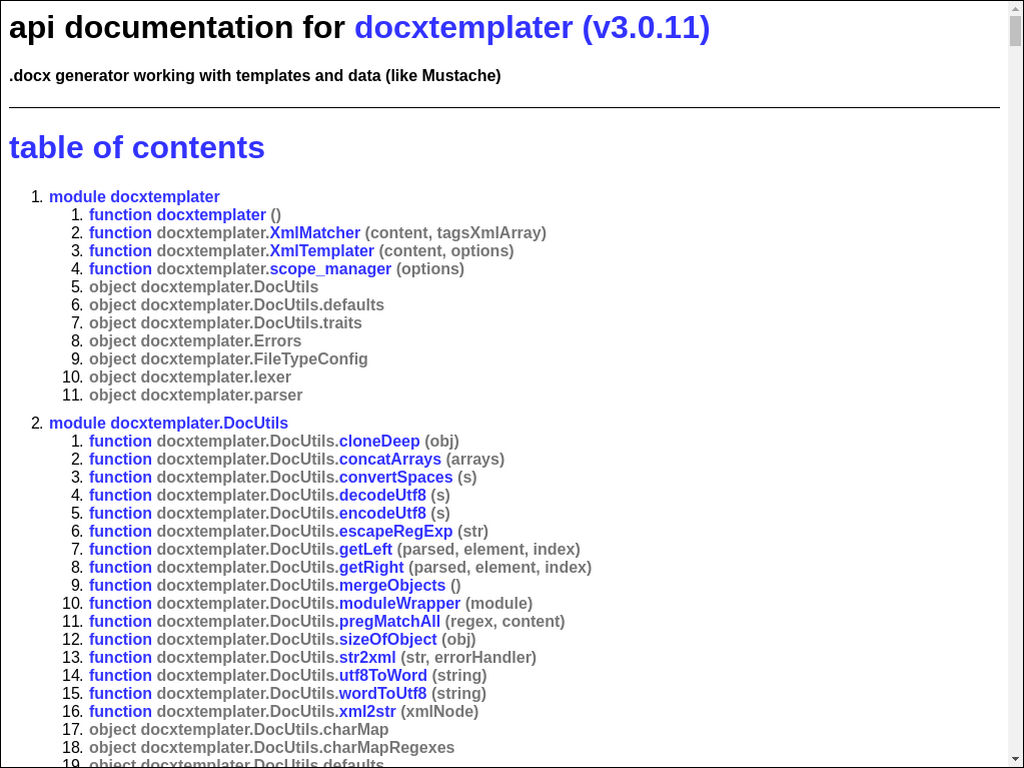 api documentation for docxtemplater (v3.0.11)
.docx generator working with templates and data (like Mustache)
table of contents
1. module docxtemplater
1. function docxtemplater ()
2. function docxtemplater.XmlMatcher (content, tagsXmlArray)
3. function docxtemplater.XmlTemplater (content, options)
4. function docxtemplater.scope_manager (options)
5. object docxtemplater.DocUtils
6. object docxtemplater.DocUtils.defaults
7. object docxtemplater.DocUtils.traits
8. object docxtemplater.Errors
9. object docxtemplater.FileTypeConfig
10. object docxtemplater.lexer
11. object docxtemplater.parser
2. module docxtemplater.DocUtils
1. function docxtemplater.DocUtils.cloneDeep (obj)
2. function docxtemplater.DocUtils.concatArrays (arrays)
3. function docxtemplater.DocUtils.convertSpaces (s)
4. function docxtemplater.DocUtils.decodeUtf8 (s)
5. function docxtemplater.DocUtils.encodeUtf8 (s)
6. function docxtemplater.DocUtils.escapeRegExp (str)
7. function docxtemplater.DocUtils.getLeft (parsed, element, index)
8. function docxtemplater.DocUtils.getRight (parsed, element, index)
9. function docxtemplater.DocUtils.mergeObjects ()
10. function docxtemplater.DocUtils.moduleWrapper (module)
11. function docxtemplater.DocUtils.pregMatchAll (regex, content)
12. function docxtemplater.DocUtils.sizeOfObject (obj)
13. function docxtemplater.DocUtils.str2xml (str, errorHandler)
14. function docxtemplater.DocUtils.utf8ToWord (string)
15. function docxtemplater.DocUtils.wordToUtf8 (string)
16. function docxtemplater.DocUtils.xml2str (xmlNode)
17. object docxtemplater.DocUtils.charMap
18. object docxtemplater.DocUtils.charMapRegexes
19. object docxtemplater.DocUtils.defaults